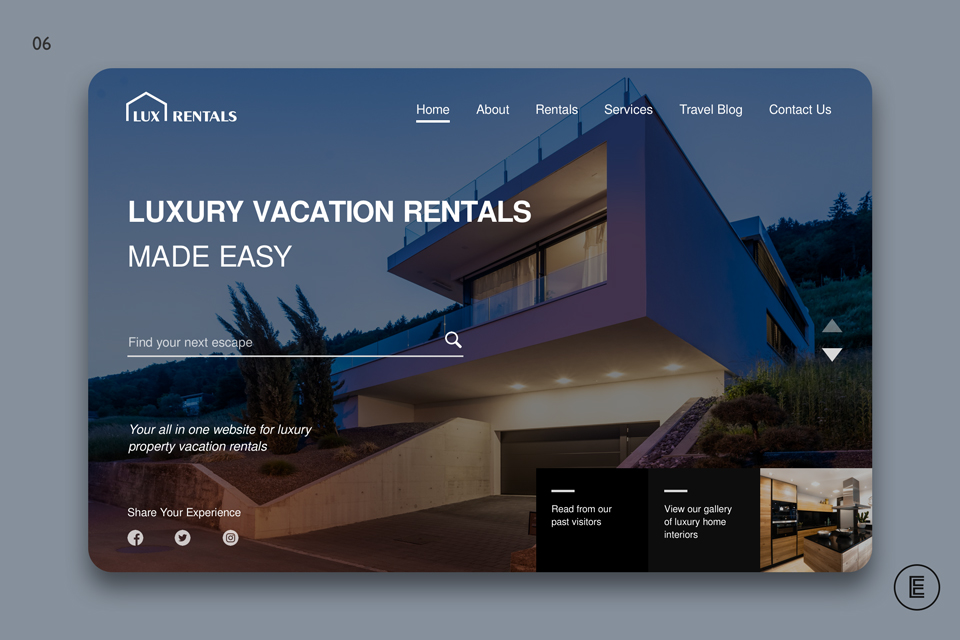 06
LUX RENTALS
Home About Rentals Services Travel Blog Contact Us
LUXURY VACATION RENTALS
MADE EASY
Find your next escape
Your all in one website for luxury
property vacation rentals
Share Your Experience
Read from our
past visitors
View our gallery
of luxury home
interiors
E